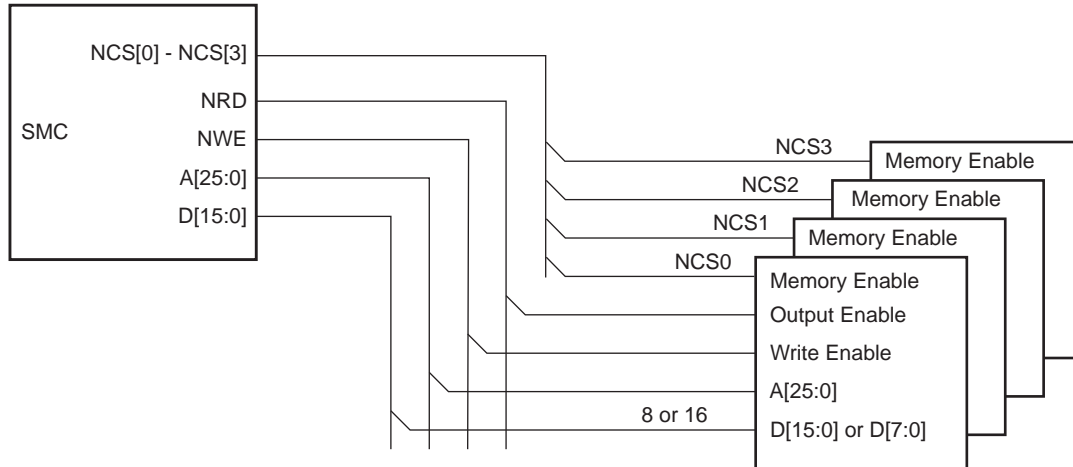 NCS[0] - NCS[3]
NRD
SMC
NWE
A[25:0]
D[15:0]
NCS3
Memory Enable
NCS2
Memory Enable
NCS1
Memory Enable
NCS0
Memory Enable
Output Enable
Write Enable
A[25:0]
8 or 16
D[15:0] or D[7:0]